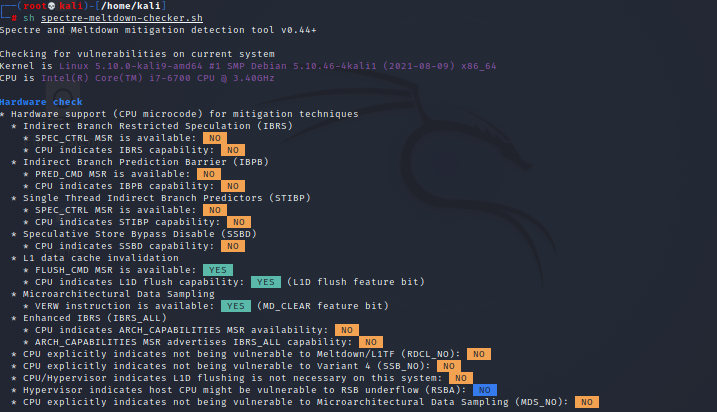 (root💀kali)-[/home/kali]
# sh spectre-meltdown-checker.sh
Spectre and Meltdown mitigation detection tool v0.44+
Checking for vulnerabilities on current system
Kernel is Linux 5.10.0-kali9-amd64 #1 SMP Debian 5.10.46-4kali1 (2021-08-09) x86_64
CPU is Intel(R) Core(TM) i7-6700 CPU @ 3.40GHz
Hardware check
* Hardware support (CPU microcode) for mitigation techniques
* Indirect Branch Restricted Speculation (IBRS)
* SPEC_CTRL MSR is available: NO
* CPU indicates IBRS capability: NO
* Indirect Branch Prediction Barrier (IBPB)
* PRED_CMD MSR is available: NO
* CPU indicates IBPB capability: NO
* Single Thread Indirect Branch Predictors (STIBP)
* SPEC_CTRL MSR is available: NO
* CPU indicates STIBP capability: NO
* Speculative Store Bypass Disable (SSBD)
* CPU indicates SSBD capability: NO
* L1 data cache invalidation
* FLUSH_CMD MSR is available: YES
* CPU indicates L1D flush capability: YES (L1D flush feature bit)
* Microarchitectural Data Sampling
* VERW instruction is available: YES (MD_CLEAR feature bit)
* Enhanced IBRS (IBRS_ALL)
* CPU indicates ARCH_CAPABILITIES MSR availability: NO
* ARCH_CAPABILITIES MSR advertises IBRS_ALL capability: NO
* CPU explicitly indicates not being vulnerable to Meltdown/L1TF (RDCL_NO): NO
* CPU explicitly indicates not being vulnerable to Variant 4 (SSB_NO): NO
* CPU/Hypervisor indicates L1D flushing is not necessary on this system: NO
* Hypervisor indicates host CPU might be vulnerable to RSB underflow (RSBA): NO
* CPU explicitly indicates not being vulnerable to Microarchitectural Data Sampling (MDS_NO): NO